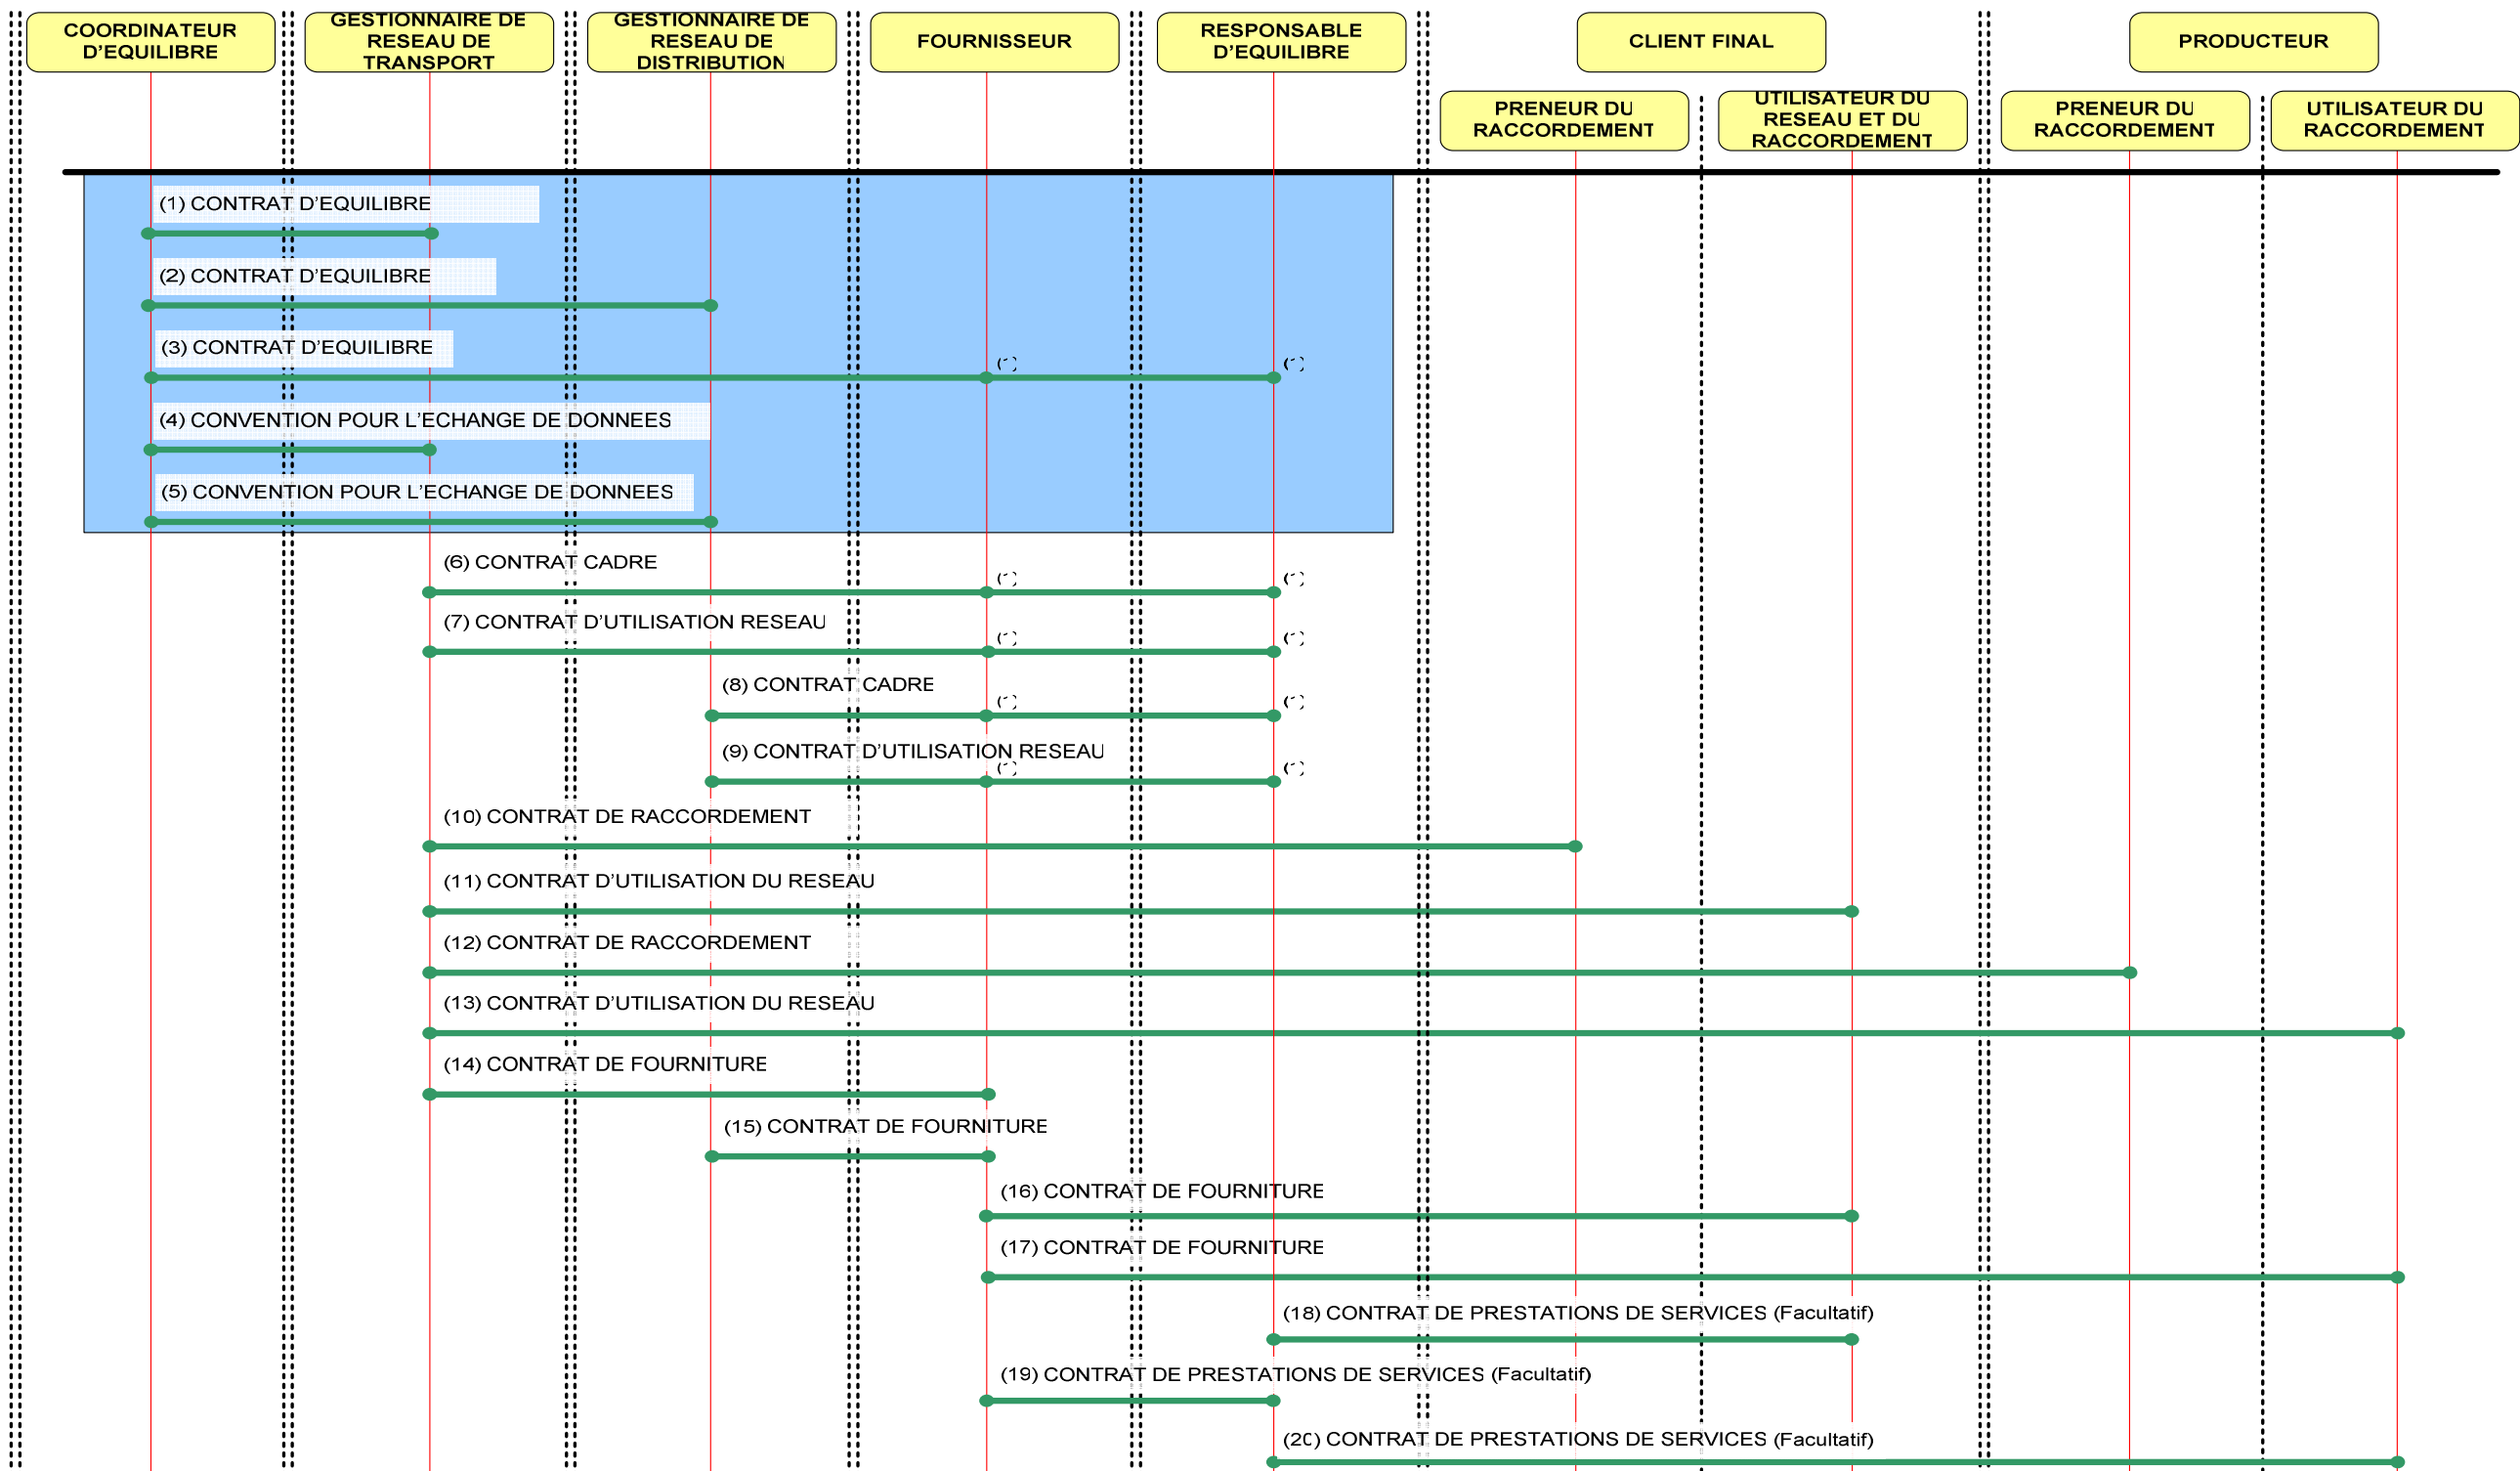 COORDINATEUR
D’EQUILIBRE
GESTIONNAIRE DE
RESEAU DE
TRANSPORT
GESTIONNAIRE DE
RESEAU DE
DISTRIBUTION
FOURNISSEUR
RESPONSABLE
D’EQUILIBRE
CLIENT FINAL
PRODUCTEUR
PRENEUR DU
RACCORDEMENT
UTILISATEUR DU
RESEAU ET DU
RACCORDEMENT
PRENEUR DU
RACCORDEMENT
UTILISATEUR DU
RACCORDEMENT
(1) CONTRAT D’EQUILIBRE
(2) CONTRAT D’EQUILIBRE
(3) CONTRAT D’EQUILIBRE
(4) CONVENTION POUR L’ECHANGE DE DONNEES
(5) CONVENTION POUR L’ECHANGE DE DONNEES
(6) CONTRAT CADRE
(7) CONTRAT D’UTILISATION RESEAU
(8) CONTRAT CADRE
(9) CONTRAT D’UTILISATION RESEAU
(10) CONTRAT DE RACCORDEMENT
(11) CONTRAT D’UTILISATION DU RESEAU
(12) CONTRAT DE RACCORDEMENT
(13) CONTRAT D’UTILISATION DU RESEAU
(14) CONTRAT DE FOURNITURE
(15) CONTRAT DE FOURNITURE
(16) CONTRAT DE FOURNITURE
(17) CONTRAT DE FOURNITURE
(18) CONTRAT DE PRESTATIONS DE SERVICES (Facultatif)
(19) CONTRAT DE PRESTATIONS DE SERVICES (Facultatif)
(20) CONTRAT DE PRESTATIONS DE SERVICES (Facultatif)